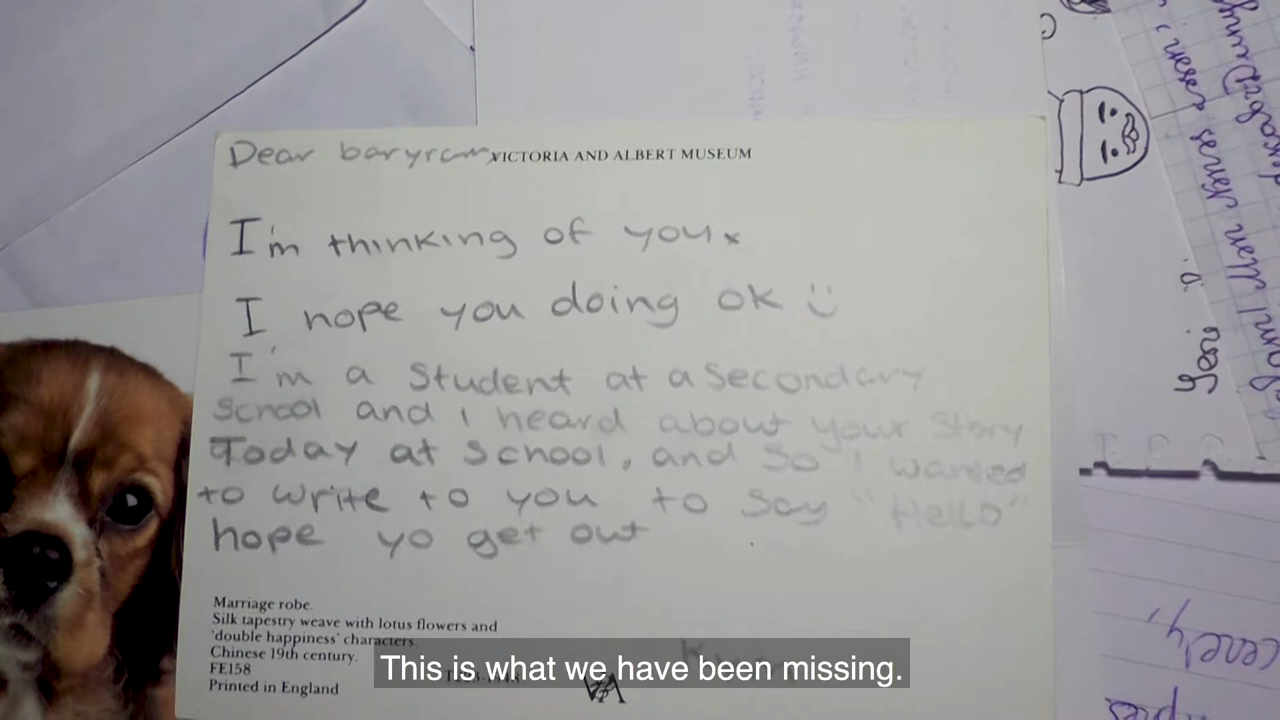 Dear baryram VICTORIA AND ALBERT MUSEUM
I'm thinking of you x
I hope you doing ok
I'm a student at a secondary
school and I heard about your story
Today at school, and so I wanted
to write to you to say "Hello"
hope yo get out
Marriage robe.
Silk tapestry weave with lotus flowers and
'double happiness' characters.
Chinese 19th century.
FE158
Printed in England
This is what we have been missing.